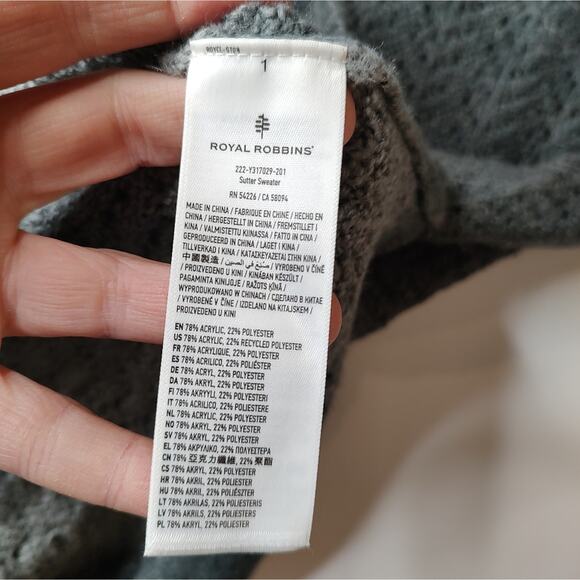 1
ROYAL ROBBINS®
222-Y317029-201
Sutter Sweater
RN 54226 / CA 58094
MADE IN CHINA / FABRIQUE EN CHINE / HECHO EN
CHINA / HERGESTELLT IN CHINA / FREMSTILLET I
KINA / VALMISTETTU KIINASSA / FATTO IN CINA /
GEPRODUCEERD IN CHINA / LAGET I KINA /
TILLVERKAD I KINA / ΚΑΤΑΣΚΕΥΑΖΕΤΑΙ ΣΤΗΝ ΚΙΝΑ /
中國製造 / صنع في الصين / VYROBENO V ČÍNĚ
/ PROIZVEDENO U KINI / KÍNÁBAN KÉSZÜLT /
PAGAMINTA KINIJOJE / RAŽOTS ĶĪNĀ /
WYPRODUKOWANO W CHINACH / СДЕЛАНО В КИТАЕ
/ VYROBENÉ V ČÍNE / IZDELANO NA KITAJSKEM /
PROIZVEDENO U KINI
EN 78% ACRYLIC, 22% POLYESTER
US 78% ACRYLIC, 22% RECYCLED POLYESTER
FR 78% ACRYLIQUE, 22% POLYESTER
ES 78% ACRILICO, 22% POLIÉSTER
DE 78% ACRYL, 22% POLYESTER
DA 78% AKRYL, 22% POLYESTER
FI 78% AKRYYLI, 22% POLYESTERI
IT 78% ACRILICO, 22% POLIESTERE
NL 78% ACRYLIC, 22% POLYESTER
NO 78% AKRYL, 22% POLYESTER
SV 78% AKRYL, 22% POLYESTER
EL 78% ΑΚΡΥΛΙΚΟ, 22% ΠΟΛΥΕΣΤΕΡΑ
CN 78% 亞克力纖維, 22% 聚酯
CS 78% AKRYL, 22% POLYESTER
HR 78% AKRIL, 22% POLIESTER
HU 78% AKRIL, 22% POLIÉSZTER
LT 78% AKRILAS, 22% POLIESTERIS
LV 78% AKRILS, 22% POLIESTERIS
PL 78% AKRYL, 22% POLYESTER